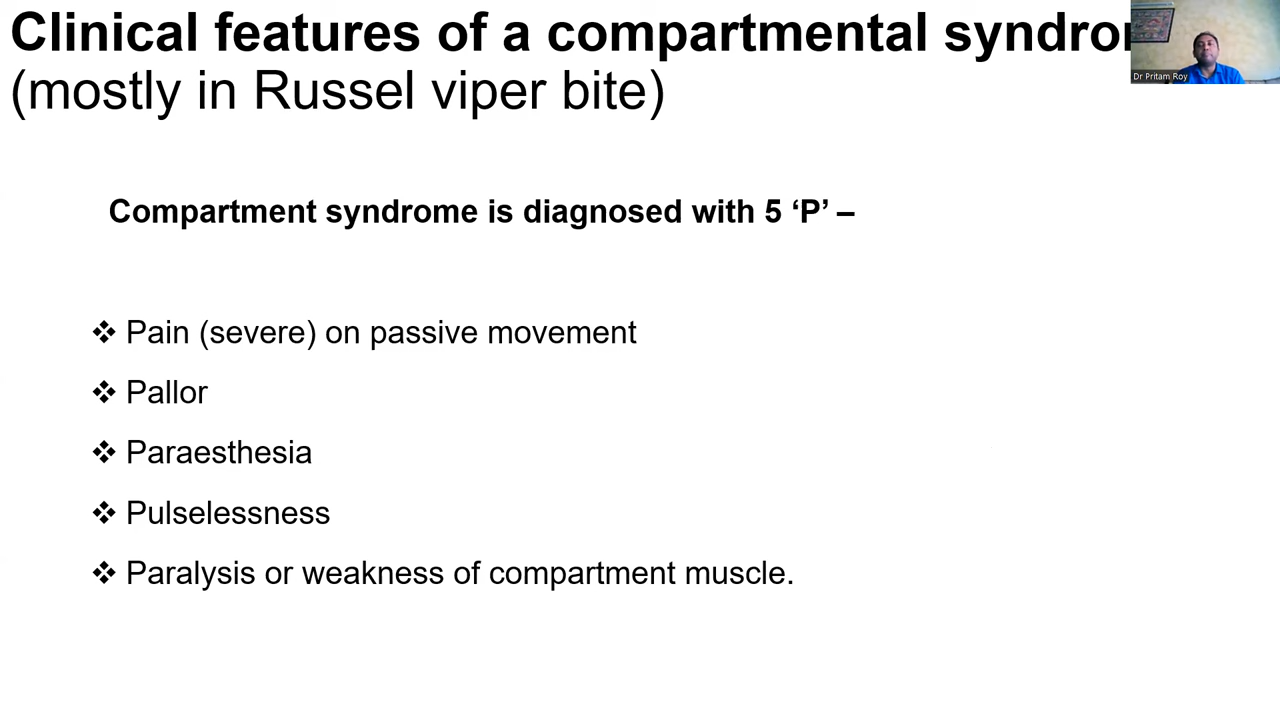 Clinical features of a compartmental syndro
(mostly in Russel viper bite)
Dr Pritam Roy
Compartment syndrome is diagnosed with 5 ‘P’ –
❖ Pain (severe) on passive movement
❖ Pallor
❖ Paraesthesia
❖ Pulselessness
❖ Paralysis or weakness of compartment muscle.